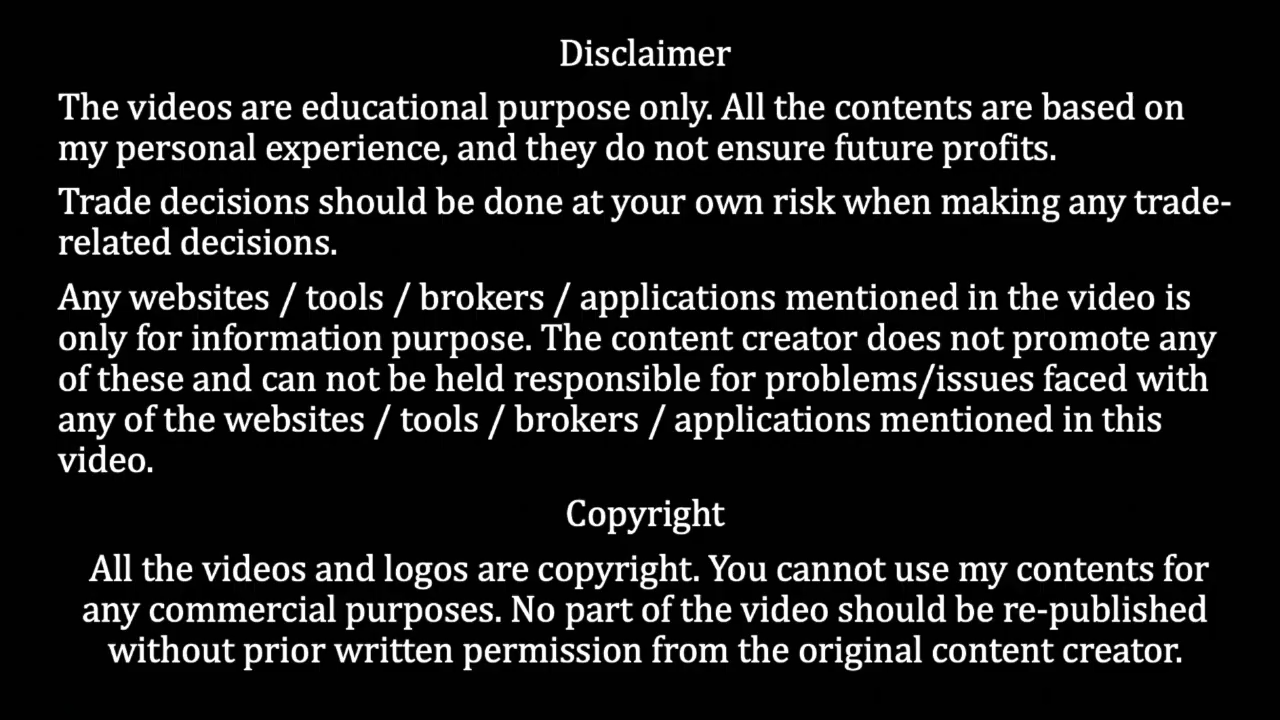 Disclaimer
The videos are educational purpose only. All the contents are based on
my personal experience, and they do not ensure future profits.
Trade decisions should be done at your own risk when making any trade-
related decisions.
Any websites / tools / brokers / applications mentioned in the video is
only for information purpose. The content creator does not promote any
of these and can not be held responsible for problems/issues faced with
any of the websites / tools / brokers / applications mentioned in this
video.
Copyright
All the videos and logos are copyright. You cannot use my contents for
any commercial purposes. No part of the video should be re-published
without prior written permission from the original content creator.